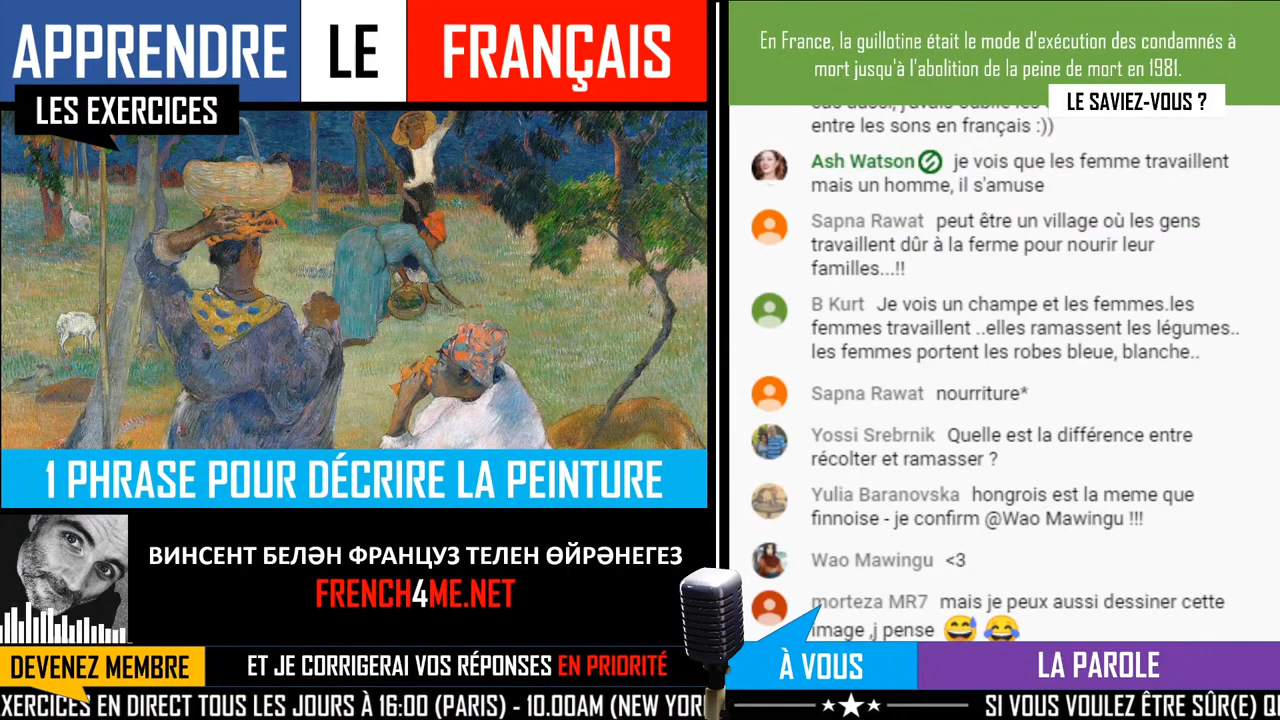 APPRENDRE LE FRANÇAIS
LES EXERCICES
1 PHRASE POUR DÉCRIRE LA PEINTURE
ВИНСЕНТ БЕЛӘН ФРАНЦУЗ ТЕЛЕН ӨЙРӘНЕГЕЗ
FRENCH4ME.NET
DEVENEZ MEMBRE
ET JE CORRIGERAI VOS RÉPONSES EN PRIORITÉ
XERCICES EN DIRECT TOUS LES JOURS À 16:00 (PARIS) - 10.00AM (NEW YOR
En France, la guillotine était le mode d'exécution des condamnés à
mort jusqu'à l'abolition de la peine de mort en 1981.
LE SAVIEZ-VOUS ?
entre les sons en français :))
Ash Watson je vois que les femme travaillent
mais un homme, il s'amuse
Sapna Rawat peut être un village où les gens
travaillent dûr à la ferme pour nourir leur
familles...!!
B Kurt Je vois un champe et les femmes.les
femmes travaillent ..elles ramassent les légumes..
les femmes portent les robes bleue, blanche..
Sapna Rawat nourriture*
Yossi Srebrnik Quelle est la différence entre
récolter et ramasser ?
Yulia Baranovska hongrois est la meme que
finnoise - je confirm @Wao Mawingu !!!
Wao Mawingu <3
morteza MR7 mais je peux aussi dessiner cette
image ,j pense 😅😂
À VOUS
LA PAROLE
SI VOUS VOULEZ ÊTRE SÛR(E) Q